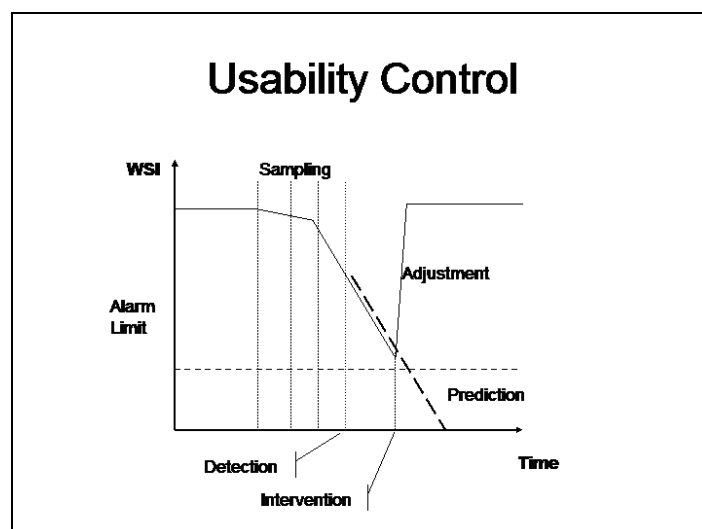 Usability Control
WSI
Sampling
Adjustment
Alarm
Limit
Prediction
Detection
Time
Intervention